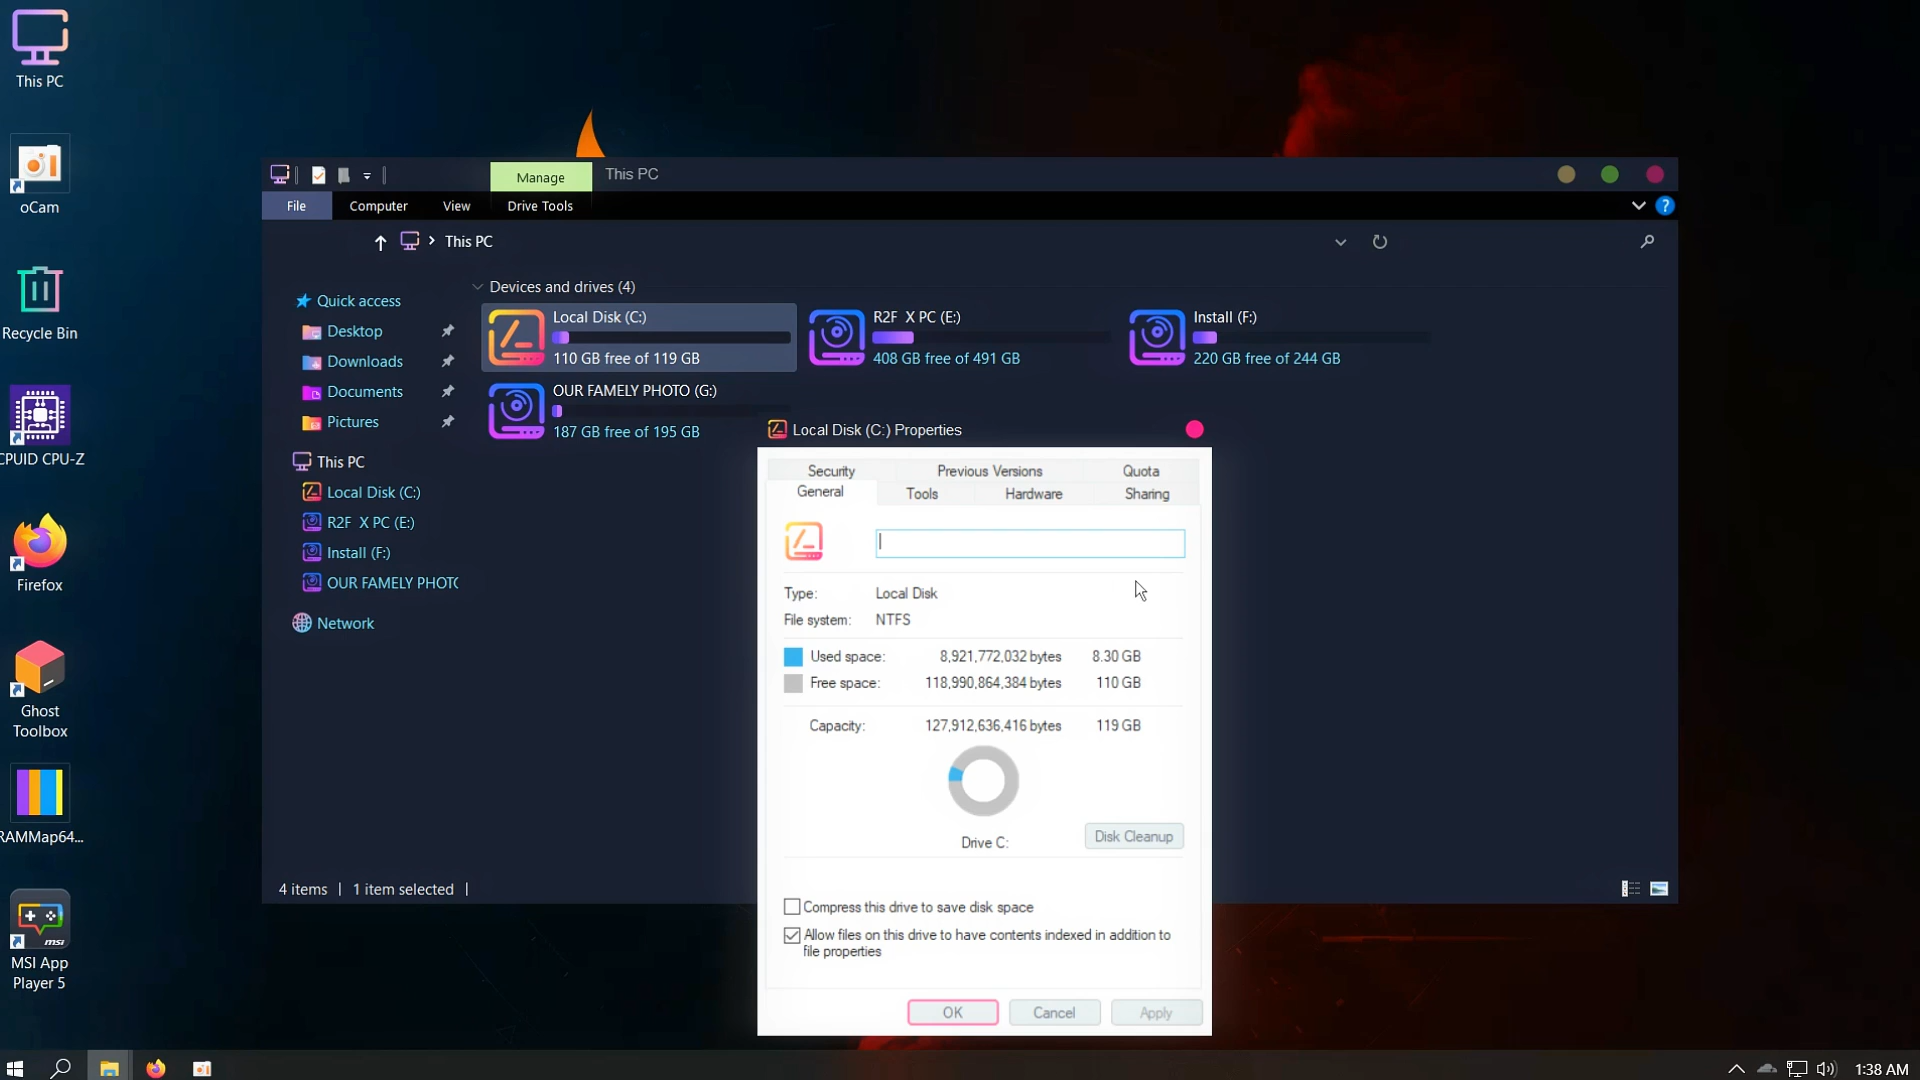 This PC
oCam
Recycle Bin
CPUID CPU-Z
Firefox
Ghost
Toolbox
RAMMap64...
msi
MSI App
Player 5
Manage
This PC
File
Computer
View
Drive Tools
?
This PC
Quick access
Desktop
Downloads
Documents
Pictures
This PC
Local Disk (C:)
R2F  X PC (E:)
Install (F:)
OUR FAMELY PHOTO
Network
Devices and drives (4)
Local Disk (C:)
110 GB free of 119 GB
R2F  X PC (E:)
408 GB free of 491 GB
Install (F:)
220 GB free of 244 GB
OUR FAMELY PHOTO (G:)
187 GB free of 195 GB
4 items
1 item selected
Local Disk (C:) Properties
Security
Previous Versions
Quota
General
Tools
Hardware
Sharing
Type: Local Disk
File system: NTFS
Used space: 8,921,772,032 bytes 8.30 GB
Free space: 118,990,864,384 bytes 110 GB
Capacity: 127,912,636,416 bytes 119 GB
Drive C:
Disk Cleanup
Compress this drive to save disk space
Allow files on this drive to have contents indexed in addition to
file properties
OK
Cancel
Apply
1:38 AM